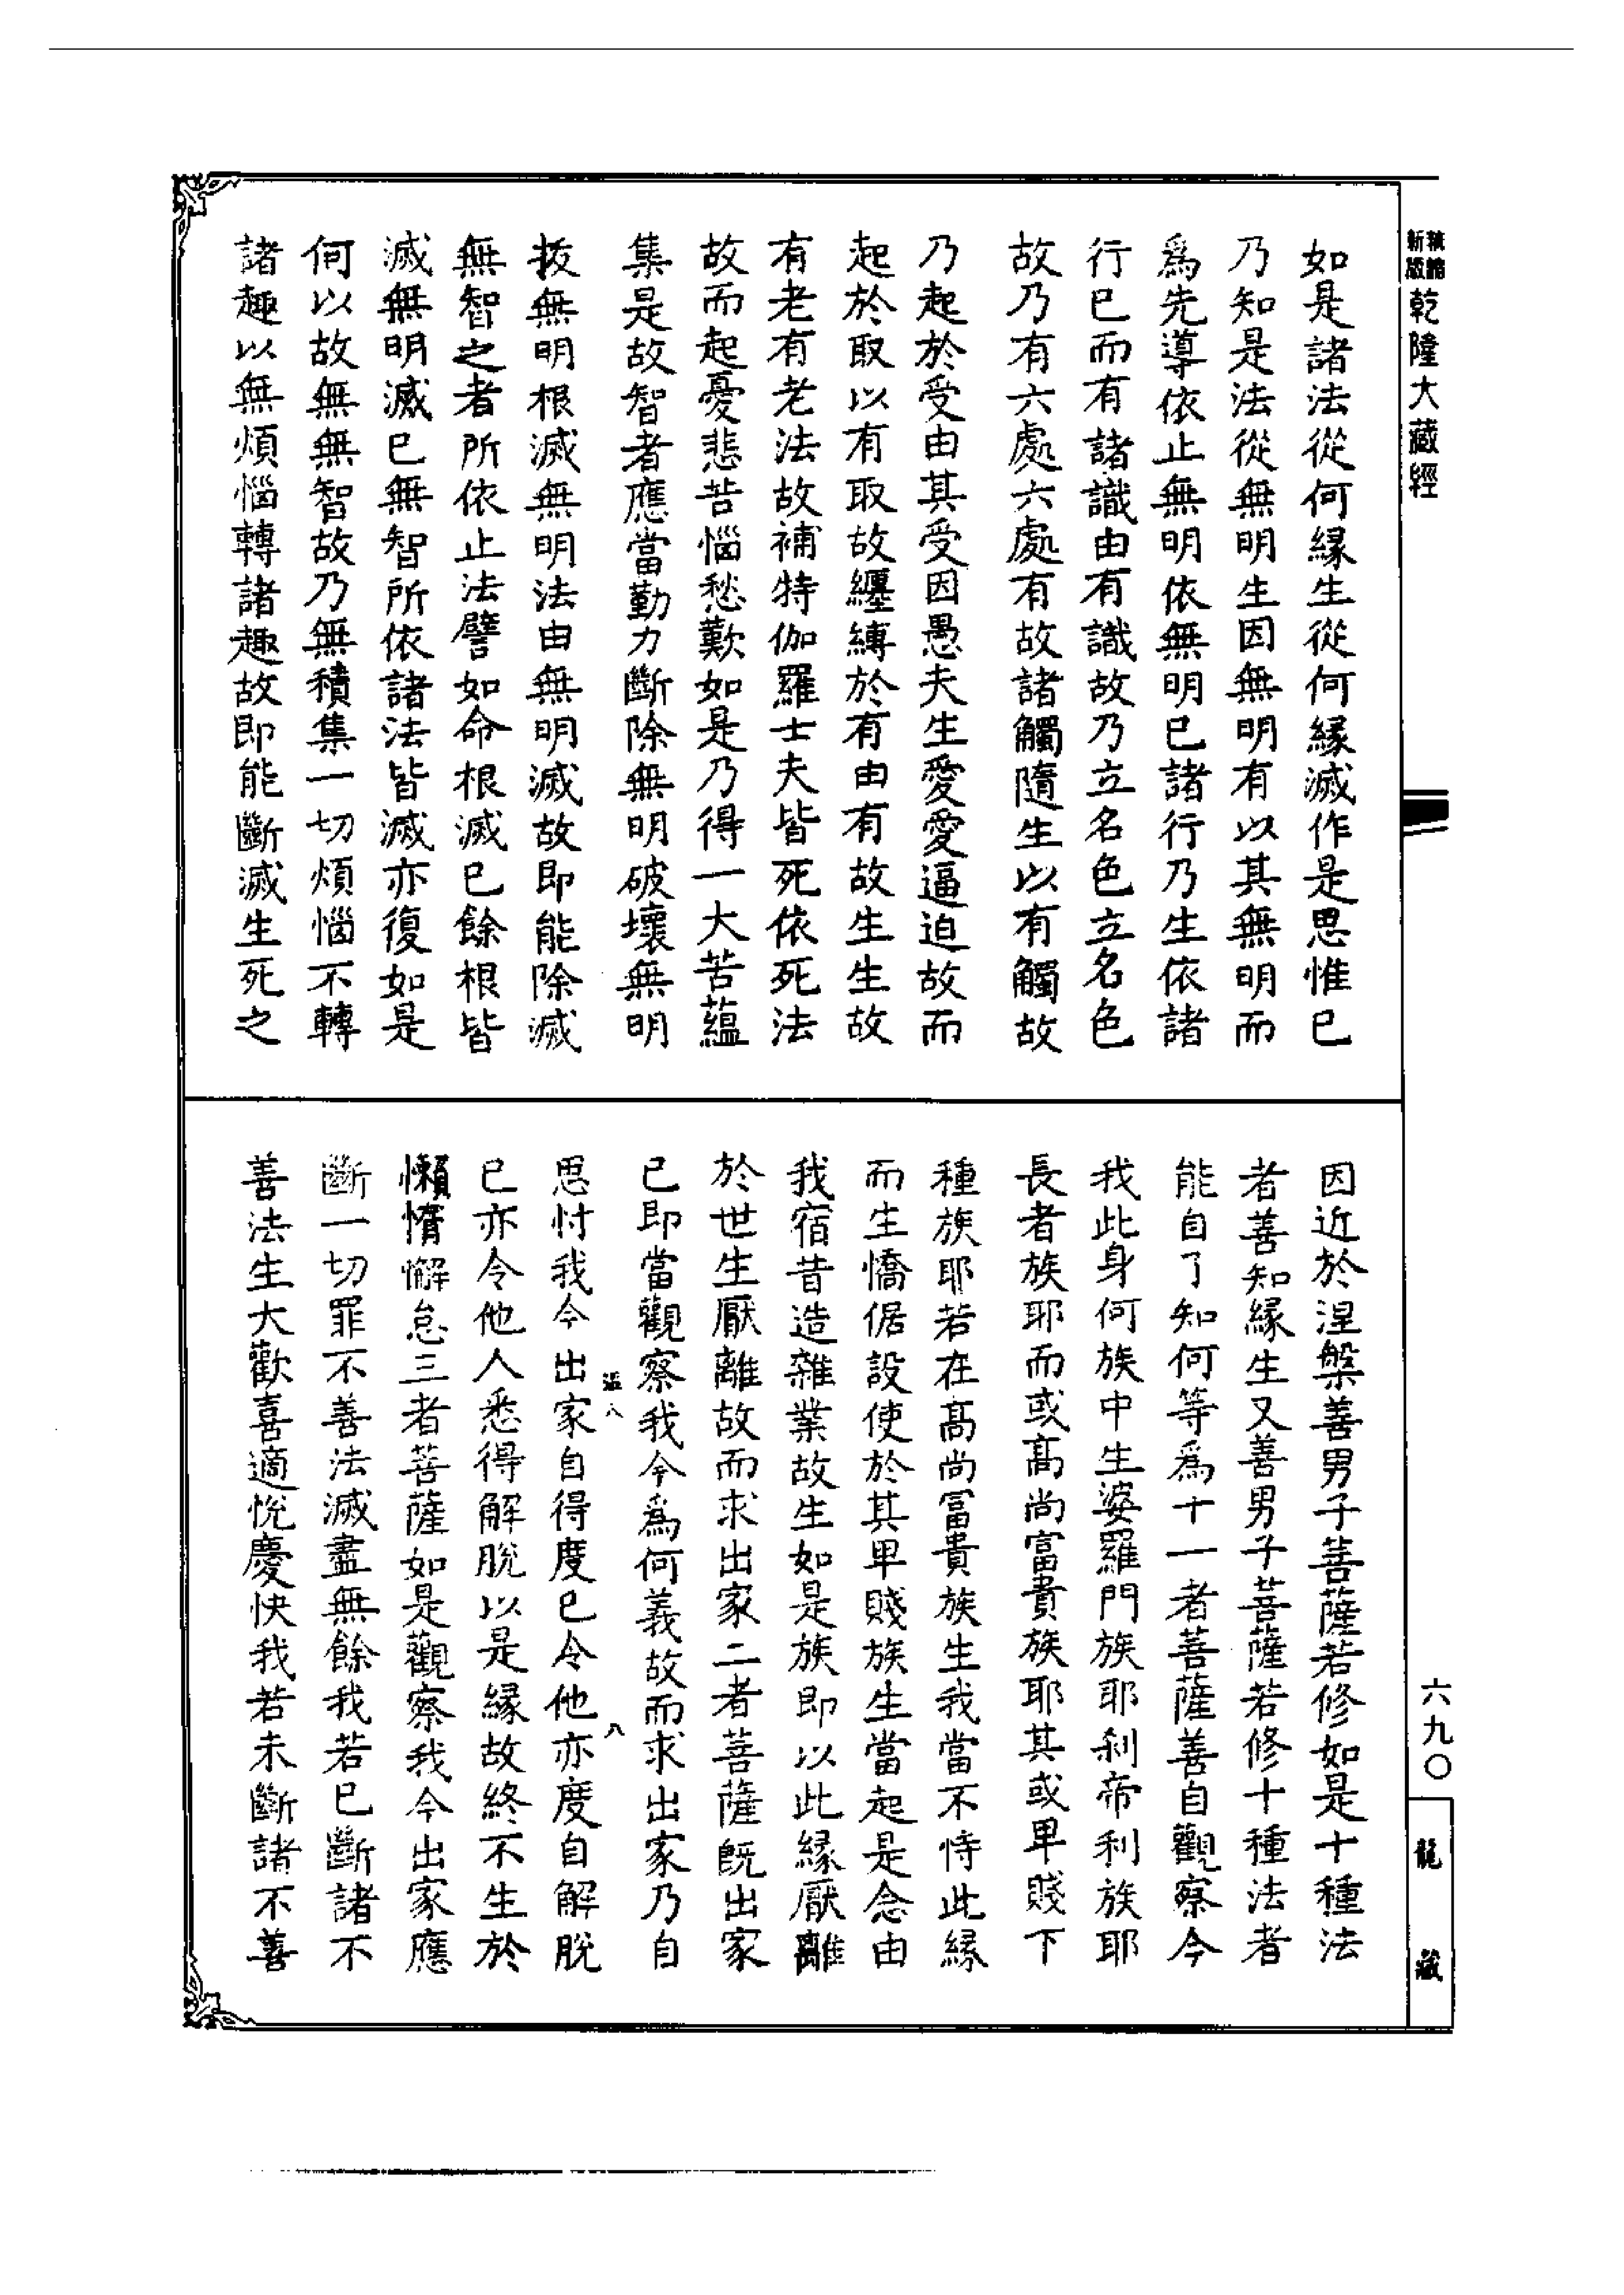 新版精縮乾隆大藏經
如是諸法從何緣生從何緣滅作是思惟已
乃知是法從無明生因無明有以其無明而
爲先導依止無明依無明已諸行乃生依諸
行已而有諸識由有識故乃立名色立名色
故乃有六處六處有故諸觸隨生以有觸故
乃起於受由其受因愚夫生愛愛逼迫故而
起於取以有取故纏縛於有由有故生生故
有老有老法故補特伽羅士夫皆死依死法
故而起憂悲苦惱愁歎如是乃得一大苦蘊
集是故智者應當勤力斷除無明破壞無明
拔無明根滅無明法由無明滅故即能除滅
無智之者所依止法譬如命根滅已餘根皆
滅無明滅已無智所依諸法皆滅亦復如是
何以故無無智故乃無積集一切煩惱不轉
諸趣以無煩惱轉諸趣故即能斷滅生死之
因近於涅槃善男子菩薩若修如是十種法
者善知緣生又善男子菩薩若修十種法者
能自了知何等爲十一者菩薩善自觀察今
我此身何族中生婆羅門族耶刹帝利族耶
長者族耶而或高尚富貴族耶其或卑賤下
種族耶若在高尚富貴族生我當不恃此緣
而生憍倨設使於其卑賤族生當起是念由
我宿昔造雜業故生如是族即以此緣厭離
於世生厭離故而求出家二者菩薩既出家
已即當觀察我今爲何義故而求出家乃自
八
八
思忖我今出家自得度已令他亦度自解脫
已亦令他人悉得解脫以是緣故終不生於
懶惰懈怠三者菩薩如是觀察我今出家應
斷一切罪不善法滅盡無餘我若已斷諸不
善法生大歡喜適悅慶快我若未斷諸不善
六九〇
龍藏